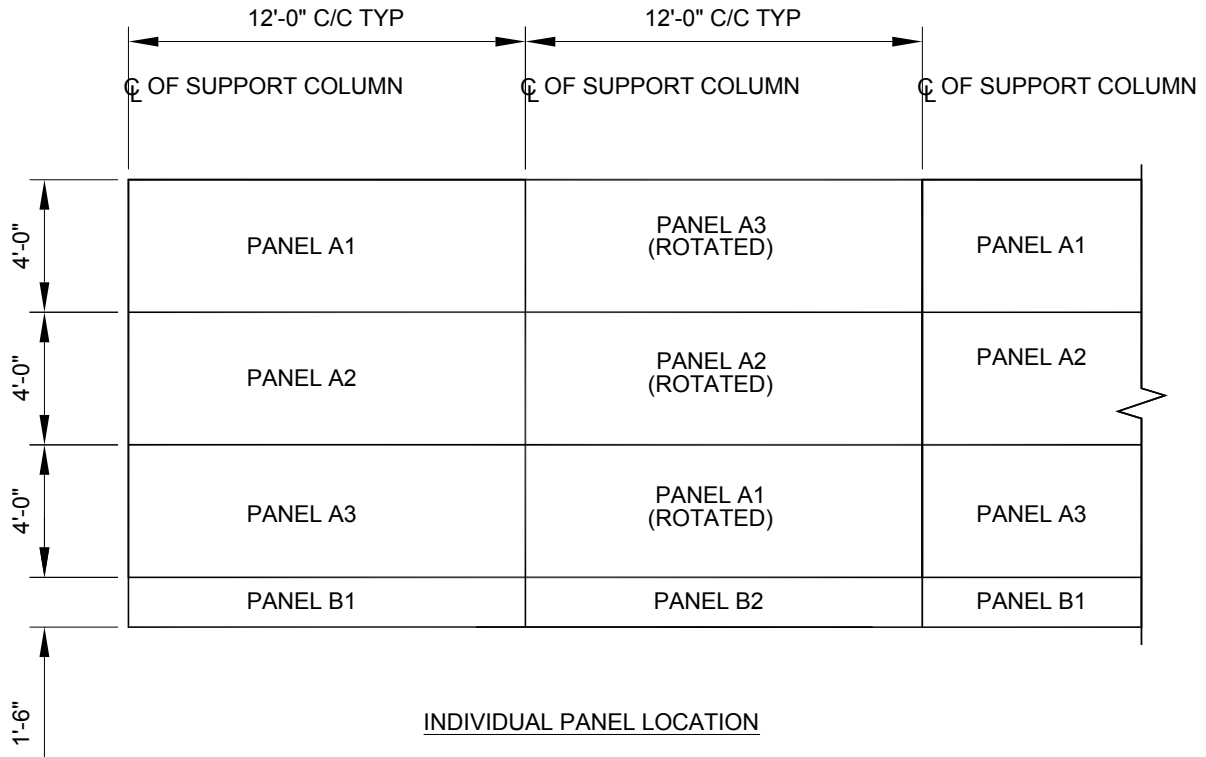 12'-0" C/C TYP
12'-0" C/C TYP
℄ OF SUPPORT COLUMN
℄ OF SUPPORT COLUMN
℄ OF SUPPORT COLUMN
4'-0"
PANEL A1
PANEL A3
(ROTATED)
PANEL A1
4'-0"
PANEL A2
PANEL A2
(ROTATED)
PANEL A2
4'-0"
PANEL A3
PANEL A1
(ROTATED)
PANEL A3
PANEL B1
PANEL B2
PANEL B1
1'-6"
INDIVIDUAL PANEL LOCATION